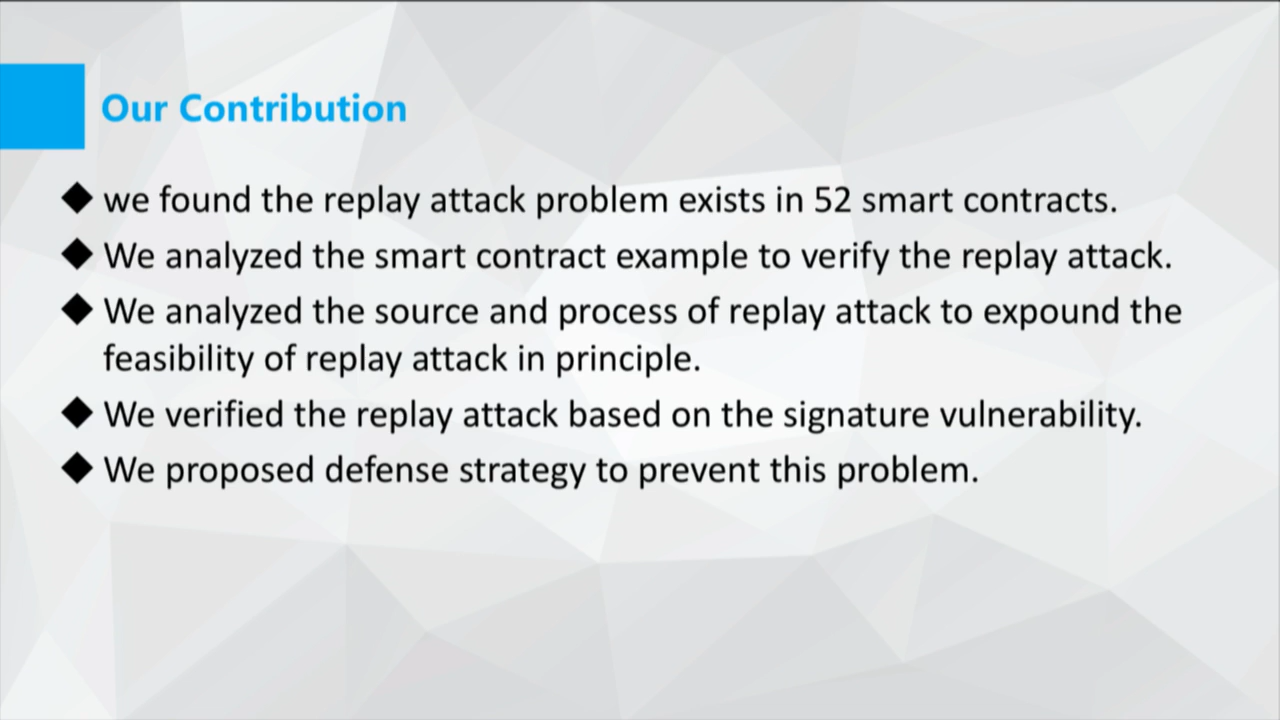 Our Contribution
◆ we found the replay attack problem exists in 52 smart contracts.
◆ We analyzed the smart contract example to verify the replay attack.
◆ We analyzed the source and process of replay attack to expound the
feasibility of replay attack in principle.
◆ We verified the replay attack based on the signature vulnerability.
◆ We proposed defense strategy to prevent this problem.